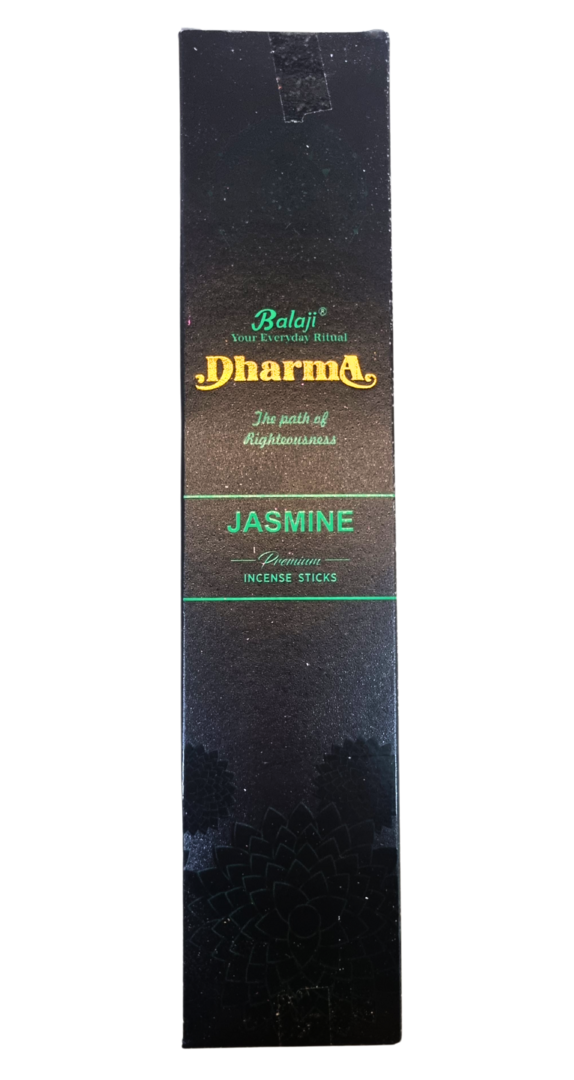 Balaji®
Your Everyday Ritual
DharmA
The path of
Righteousness
JASMINE
Premium
INCENSE STICKS